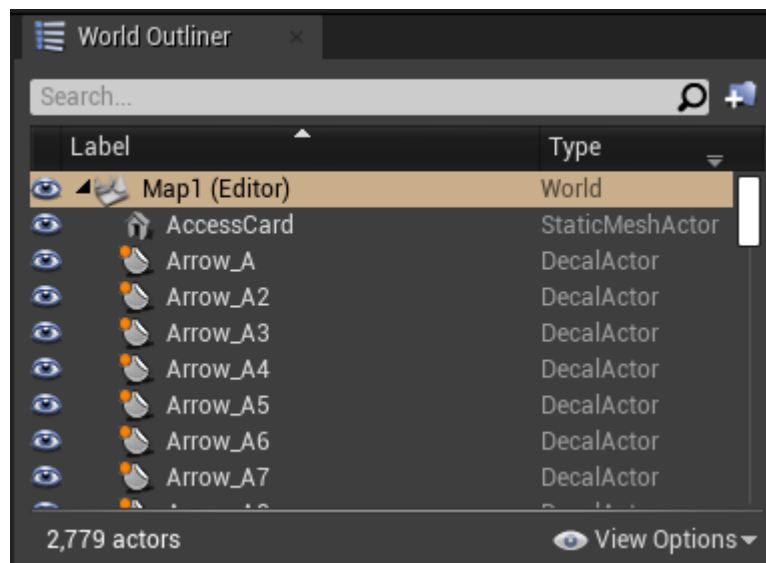 World Outliner
Search...
Label Type
Map1 (Editor) World
AccessCard StaticMeshActor
Arrow_A DecalActor
Arrow_A2 DecalActor
Arrow_A3 DecalActor
Arrow_A4 DecalActor
Arrow_A5 DecalActor
Arrow_A6 DecalActor
Arrow_A7 DecalActor
2,779 actors View Options